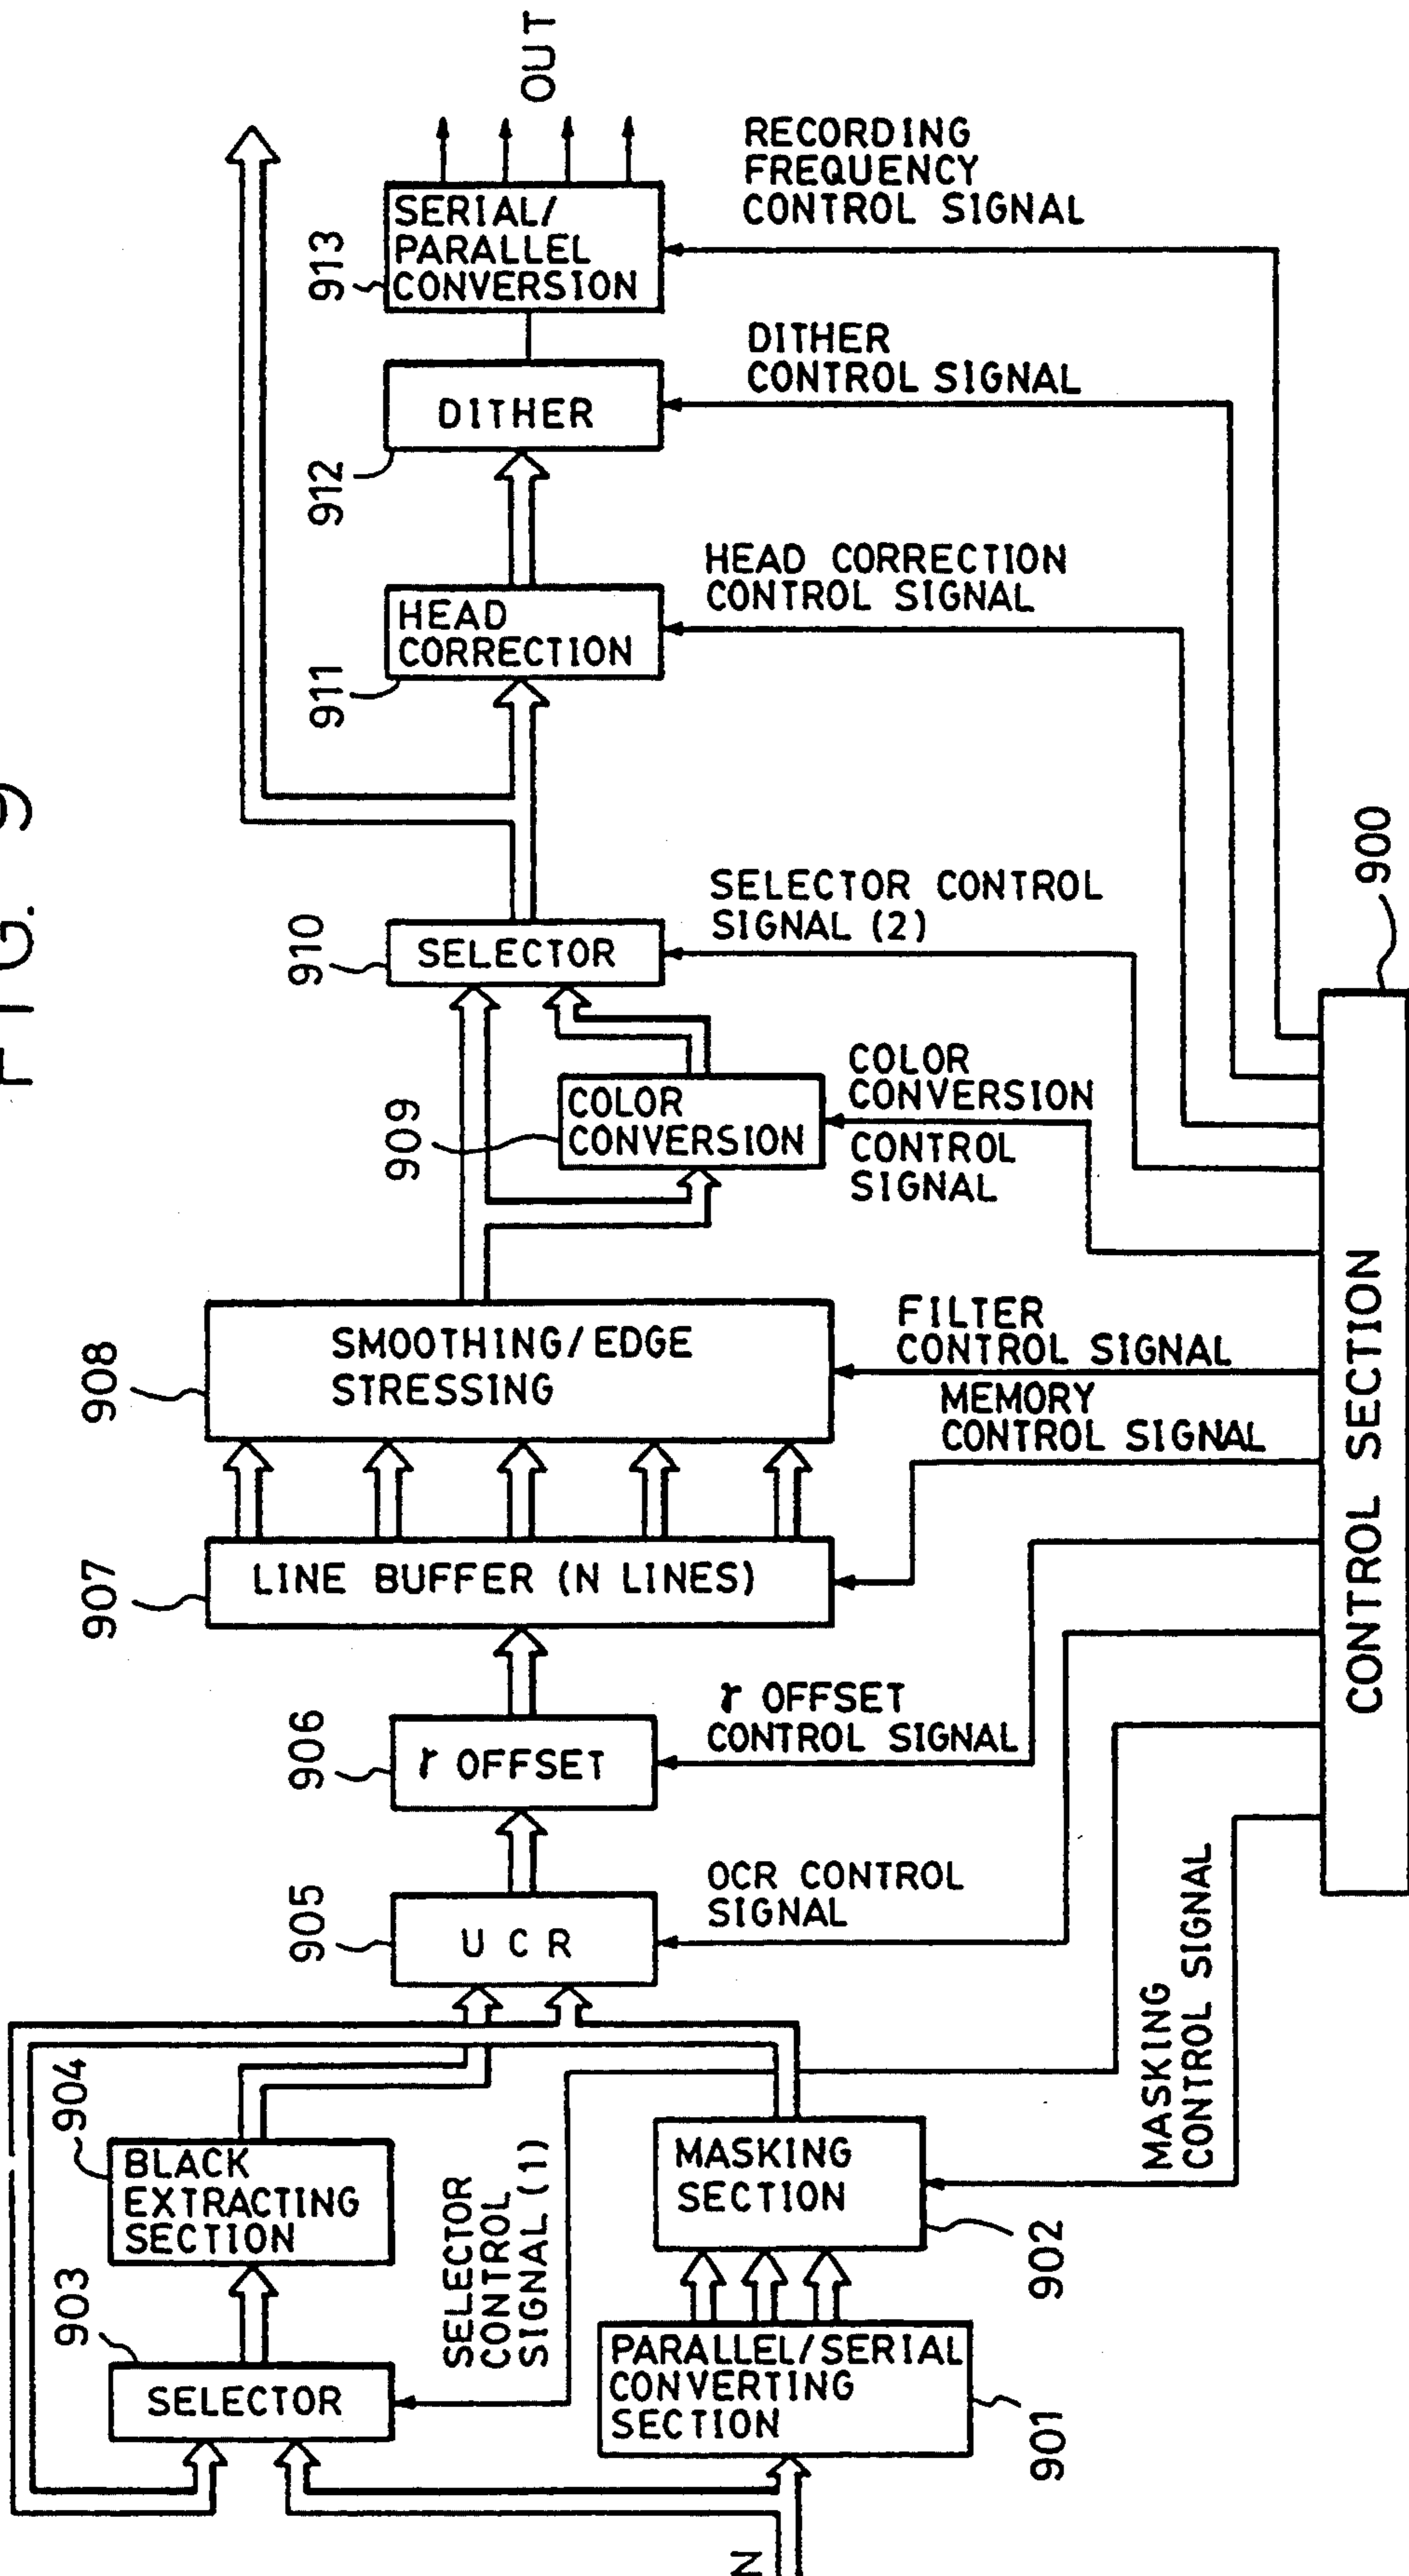 FIG. 9
OUT
913
SERIAL/
PARALLEL
CONVERSION
RECORDING
FREQUENCY
CONTROL SIGNAL
912
DITHER
DITHER
CONTROL SIGNAL
911
HEAD
CORRECTION
HEAD CORRECTION
CONTROL SIGNAL
910
SELECTOR
SELECTOR CONTROL
SIGNAL (2)
909
COLOR
CONVERSION
COLOR
CONVERSION
CONTROL
SIGNAL
908
SMOOTHING/EDGE
STRESSING
FILTER
CONTROL SIGNAL
MEMORY
CONTROL SIGNAL
907
LINE BUFFER (N LINES)
906
γ OFFSET
γ OFFSET
CONTROL SIGNAL
905
UCR
OCR CONTROL
SIGNAL
904
BLACK
EXTRACTING
SECTION
903
SELECTOR
SELECTOR
CONTROL
SIGNAL (1)
MASKING
SECTION
902
MASKING
CONTROL SIGNAL
PARALLEL/SERIAL
CONVERTING
SECTION
901
900
CONTROL SECTION